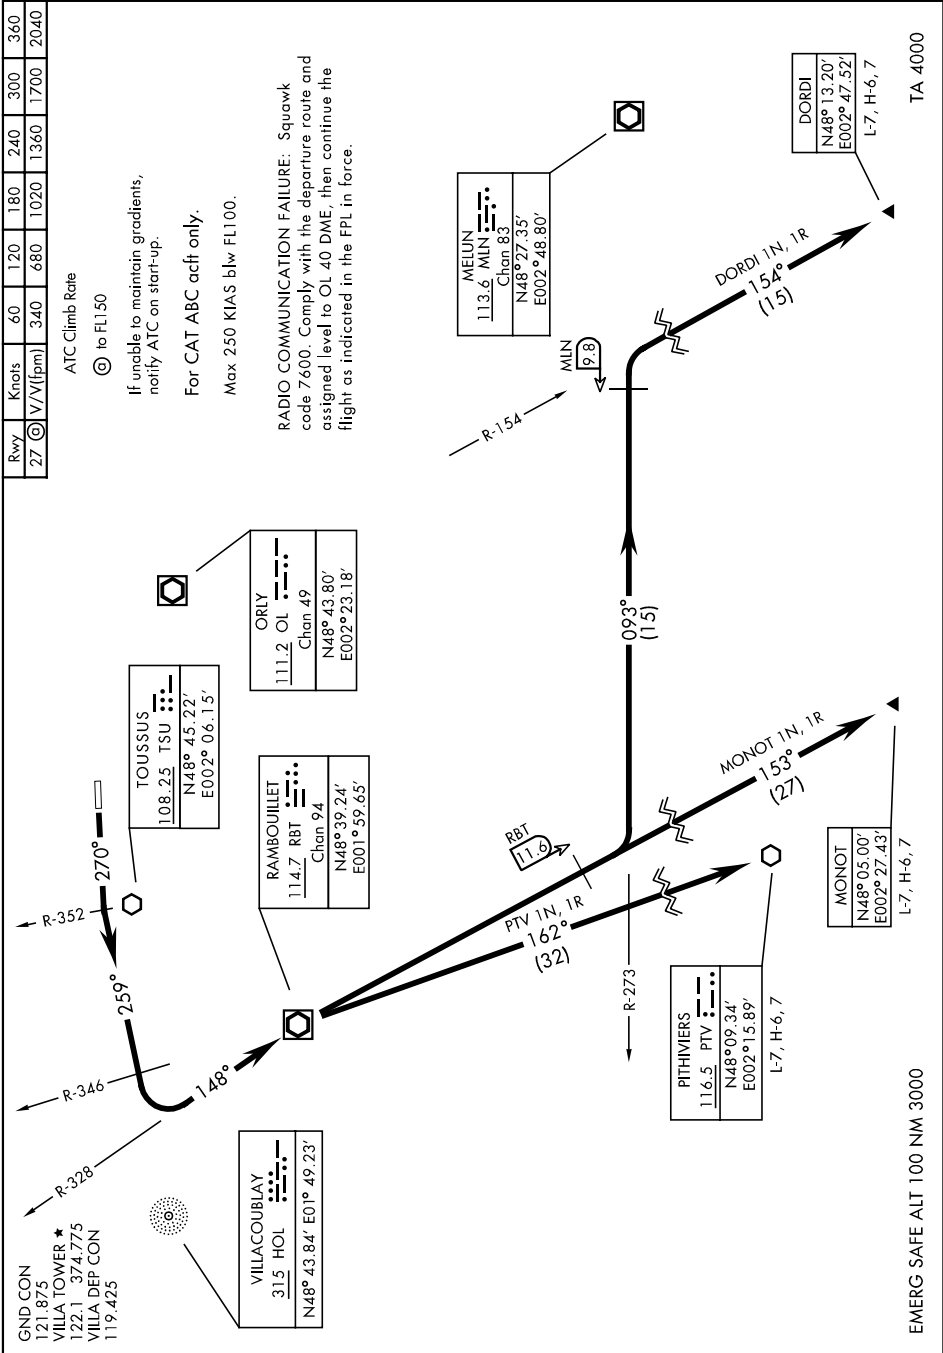 GND CON
121.875
VILLA TOWER ★
122.1 374.775
VILLA DEP CON
119.425
Rwy Knots 60 120 180 240 300 360
27 ⓐ V/V(fpm) 340 680 1020 1360 1700 2040
ATC Climb Rate
ⓐ to FL150
If unable to maintain gradients,
notify ATC on start-up.
For CAT ABC acft only.
Max 250 KIAS blw FL100.
RADIO COMMUNICATION FAILURE: Squawk
code 7600. Comply with the departure route and
assigned level to OL 40 DME, then continue the
flight as indicated in the FPL in force.
R-328
R-346
R-352
259°
270°
148°
TOUSSUS
108.25 TSU
N48° 45.22'
E002° 06.15'
VILLACOUBLAY
315 HOL
N48° 43.84' E01° 49.23'
ORLY
111.2 OL
Chan 49
N48° 43.80'
E002° 23.18'
RAMBOUILLET
114.7 RBT
Chan 94
N48° 39.24'
E001° 59.65'
MELUN
113.6 MLN
Chan 83
N48° 27.35'
E002° 48.80'
R-154
MLN
9.8
RBT
11.6
PTV 1N, 1R
162°
(32)
R-273
093°
(15)
MONOT 1N, 1R
153°
(27)
DORDI 1N, 1R
154°
(15)
PITHIVIERS
116.5 PTV
N48° 09.34'
E002° 15.89'
L-7, H-6, 7
MONOT
N48° 05.00'
E002° 27.43'
L-7, H-6, 7
DORDI
N48° 13.20'
E002° 47.52'
L-7, H-6, 7
EMERG SAFE ALT 100 NM 3000
TA 4000